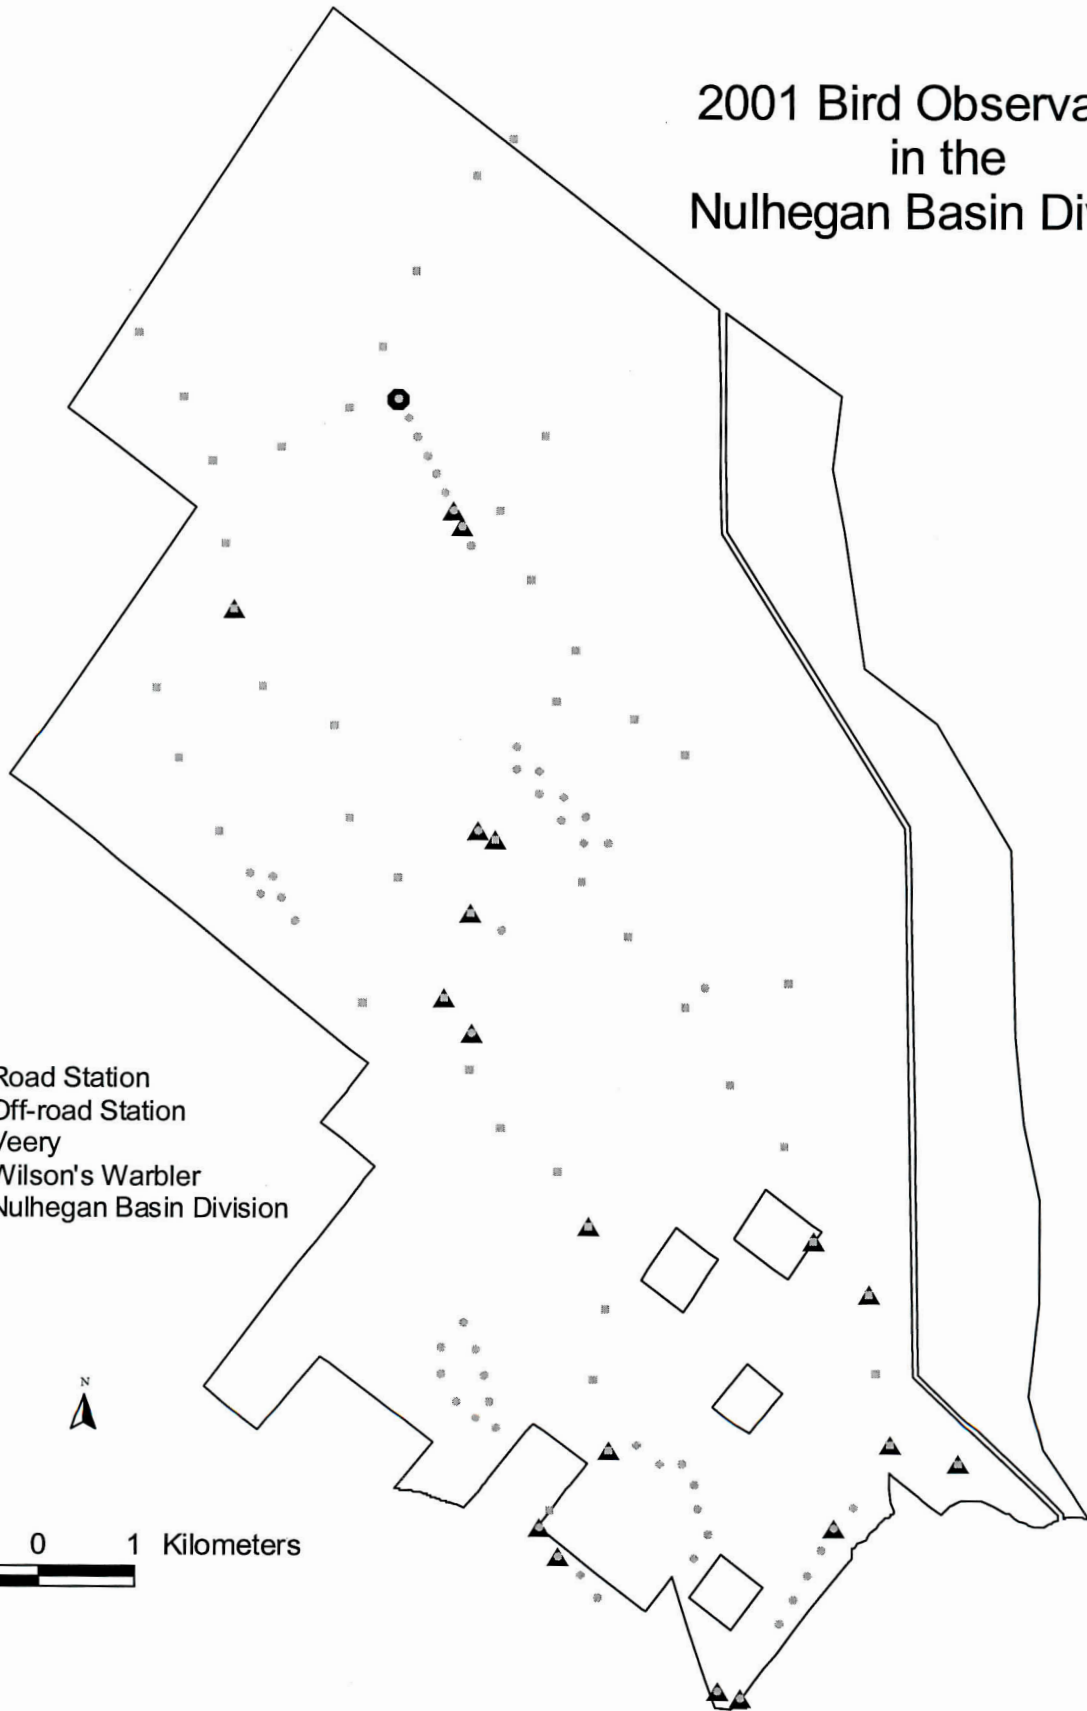 2001 Bird Observa
in the
Nulhegan Basin Di
Road Station
Off-road Station
Veery
Wilson's Warbler
Nulhegan Basin Division
N
0 1 Kilometers